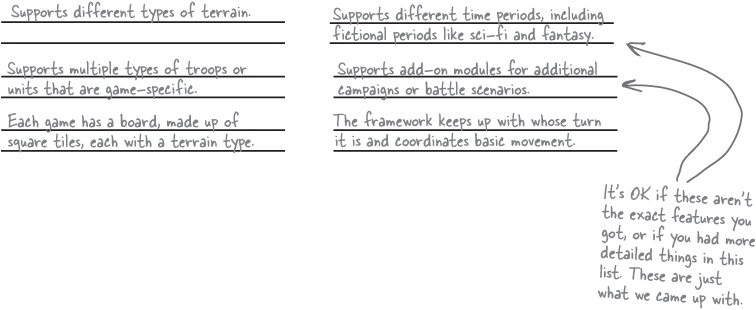 Supports different types of terrain.
Supports multiple types of troops or
units that are game-specific.
Each game has a board, made up of
square tiles, each with a terrain type.
Supports different time periods, including
fictional periods like sci-fi and fantasy.
Supports add-on modules for additional
campaigns or battle scenarios.
The framework keeps up with whose turn
it is and coordinates basic movement.
It's OK if these aren't
the exact features you
got, or if you had more
detailed things in this
list. These are just
what we came up with.